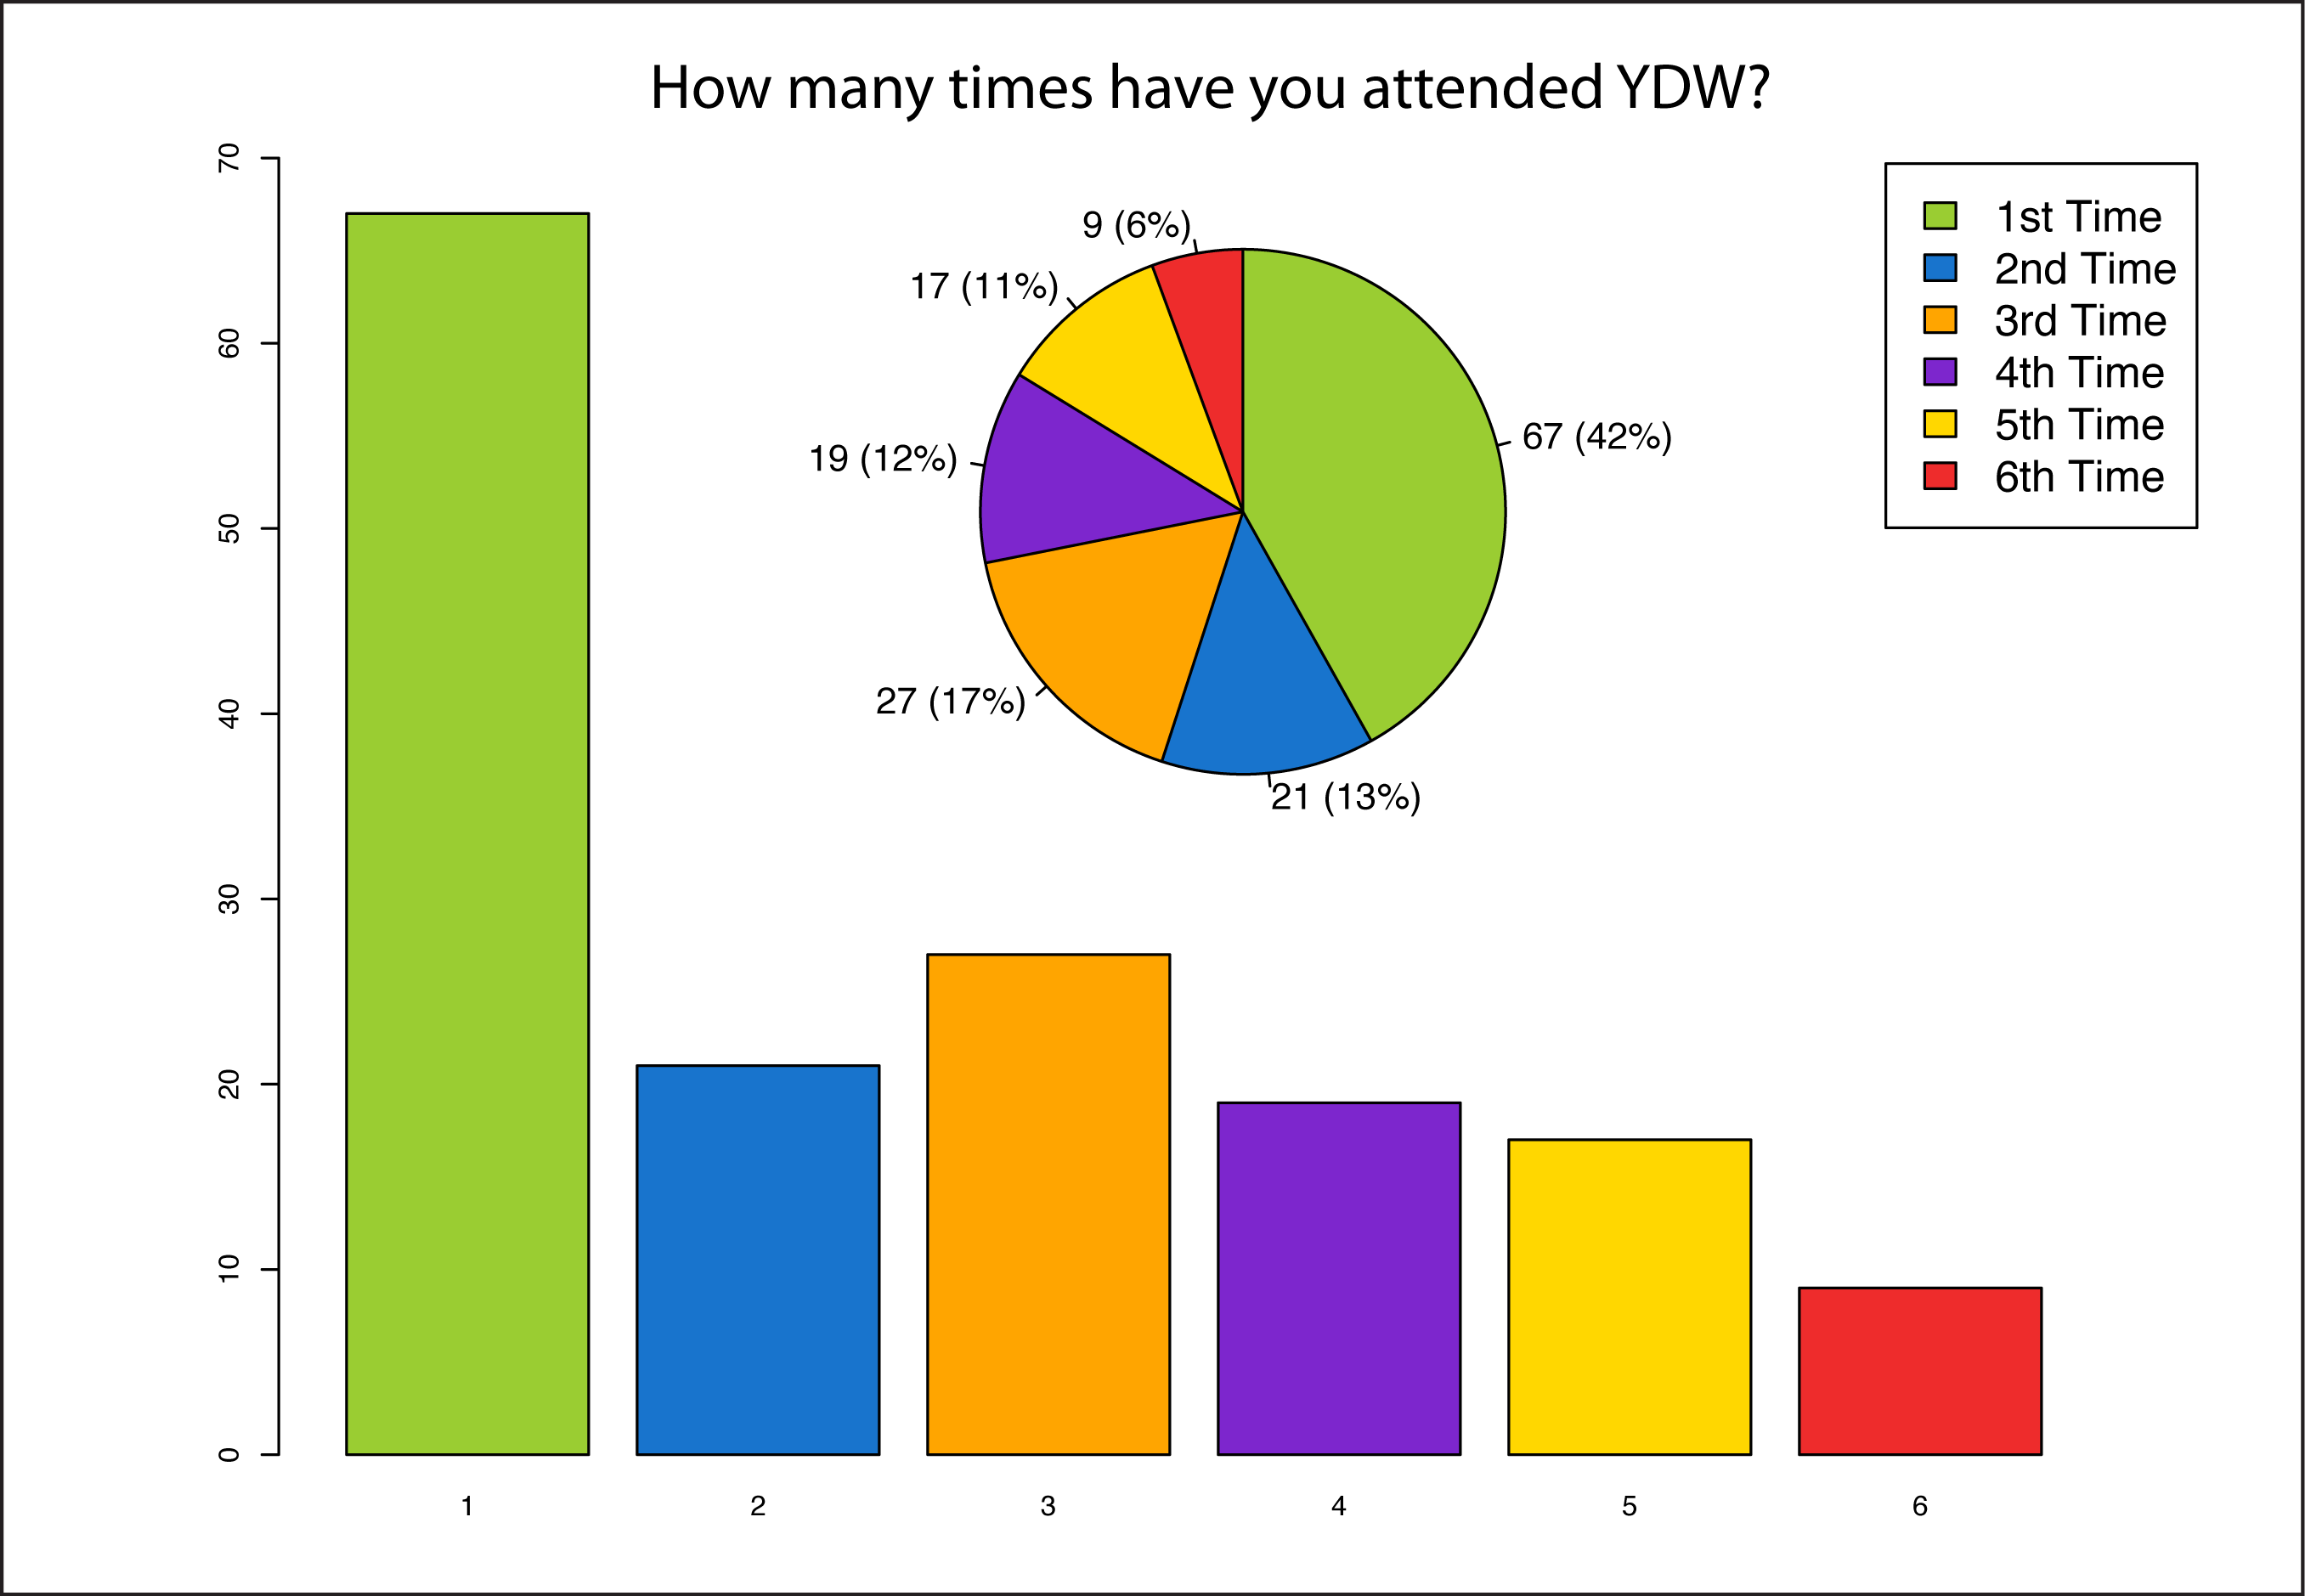 How many times have you attended YDW?
70
60
50
40
30
20
10
0
9 (6%)
17 (11%)
19 (12%)
27 (17%)
21 (13%)
67 (42%)
1st Time
2nd Time
3rd Time
4th Time
5th Time
6th Time
1 2 3 4 5 6